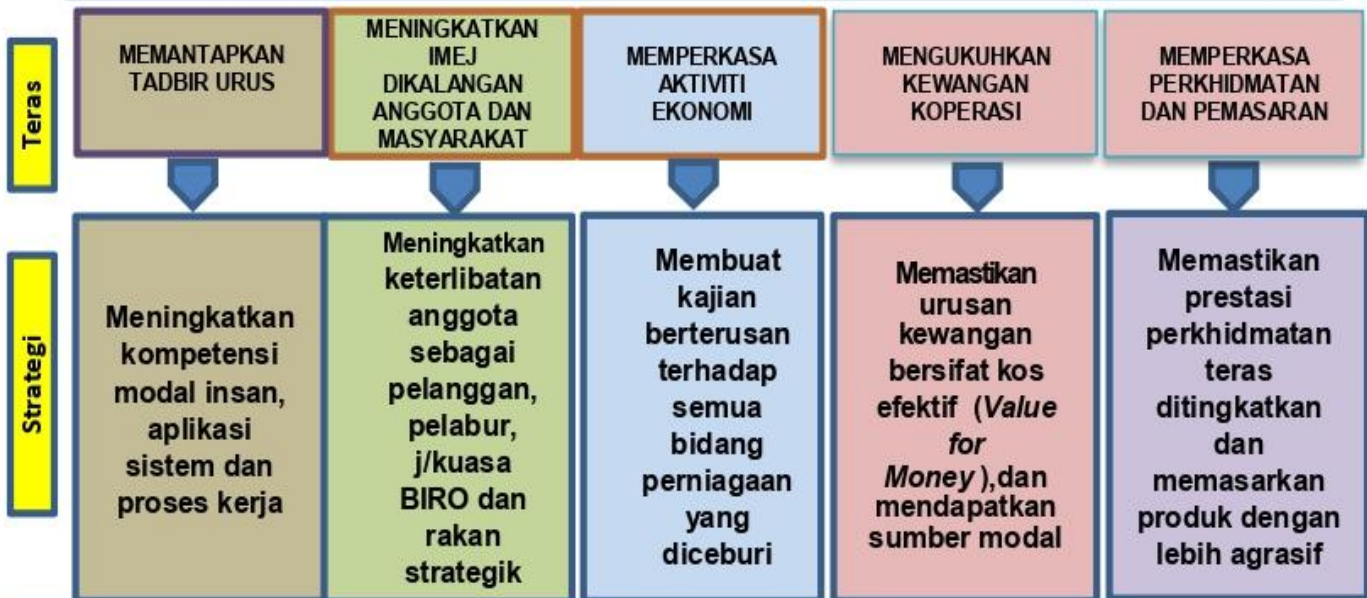 Teras
MEMANTAPKAN
TADBIR URUS
MENINGKATKAN
IMEJ
DIKALANGAN
ANGGOTA DAN
MASYARAKAT
MEMPERKASA
AKTIVITI
EKONOMI
MENGUKUHKAN
KEWANGAN
KOPERASI
MEMPERKASA
PERKHIDMATAN
DAN PEMASARAN
Strategi
Meningkatkan
kompetensi
modal insan,
aplikasi
sistem dan
proses kerja
Meningkatkan
keterlibatan
anggota
sebagai
pelanggan,
pelabur,
j/kuasa
BIRO dan
rakan
strategik
Membuat
kajian
berterusan
terhadap
semua
bidang
perniagaan
yang
diceburi
Memastikan
urusan
kewangan
bersifat kos
efektif (Value
for
Money ),dan
mendapatkan
sumber modal
Memastikan
prestasi
perkhidmatan
teras
ditingkatkan
dan
memasarkan
produk dengan
lebih agrasif